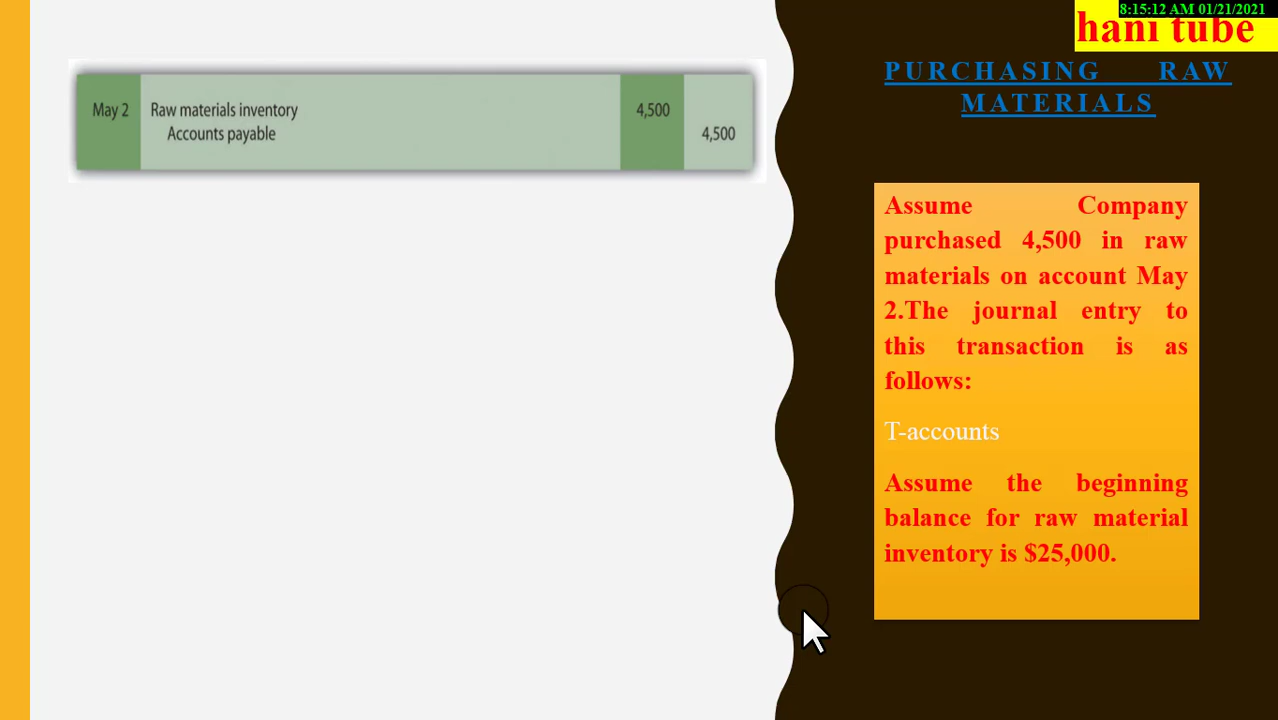 8:15:12 AM 01/21/2021
hani tube
PURCHASING RAW
MATERIALS
May 2 Raw materials inventory 4,500
Accounts payable 4,500
Assume Company
purchased 4,500 in raw
materials on account May
2.The journal entry to
this transaction is as
follows:
T-accounts
Assume the beginning
balance for raw material
inventory is $25,000.